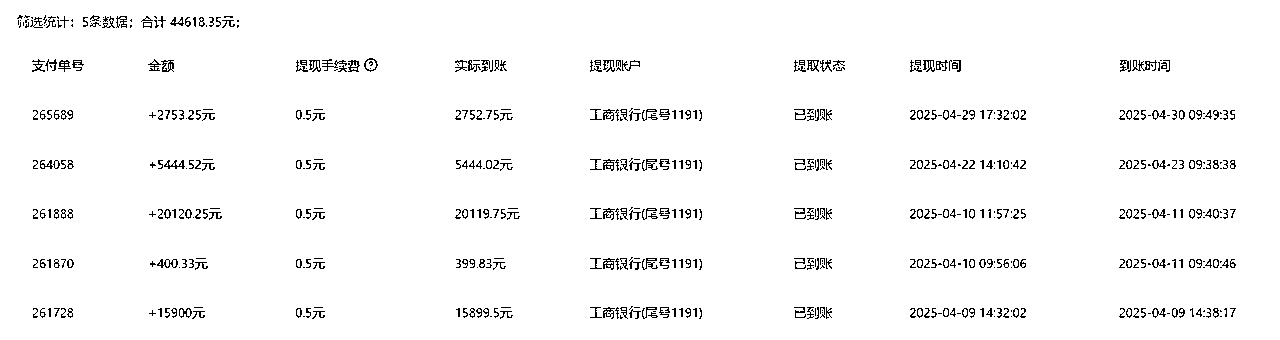 筛选统计：5条数据；合计 44618.35元；
支付单号 金额 提现手续费 ? 实际到账 提现账户 提取状态 提现时间 到账时间
265689 +2753.25元 0.5元 2752.75元 工商银行(尾号1191) 已到账 2025-04-29 17:32:02 2025-04-30 09:49:35
264058 +5444.52元 0.5元 5444.02元 工商银行(尾号1191) 已到账 2025-04-22 14:10:42 2025-04-23 09:38:38
261888 +20120.25元 0.5元 20119.75元 工商银行(尾号1191) 已到账 2025-04-10 11:57:25 2025-04-11 09:40:37
261870 +400.33元 0.5元 399.83元 工商银行(尾号1191) 已到账 2025-04-10 09:56:06 2025-04-11 09:40:46
261728 +15900元 0.5元 15899.5元 工商银行(尾号1191) 已到账 2025-04-09 14:32:02 2025-04-09 14:38:17